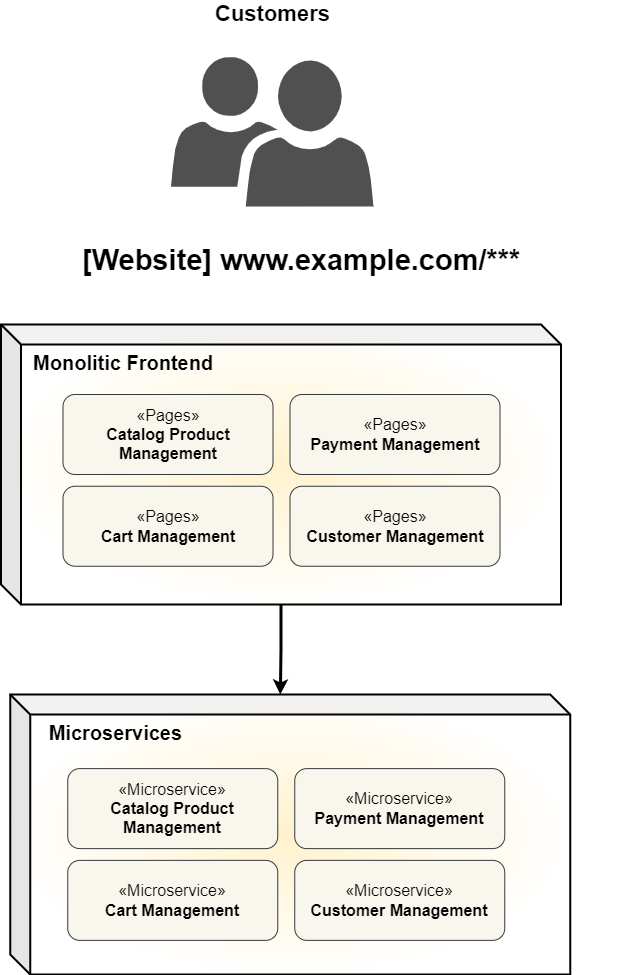 Customers
[Website] www.example.com/***
Monolitic Frontend
«Pages»
Catalog Product
Management
«Pages»
Payment Management
«Pages»
Cart Management
«Pages»
Customer Management
Microservices
«Microservice»
Catalog Product
Management
«Microservice»
Payment Management
«Microservice»
Cart Management
«Microservice»
Customer Management